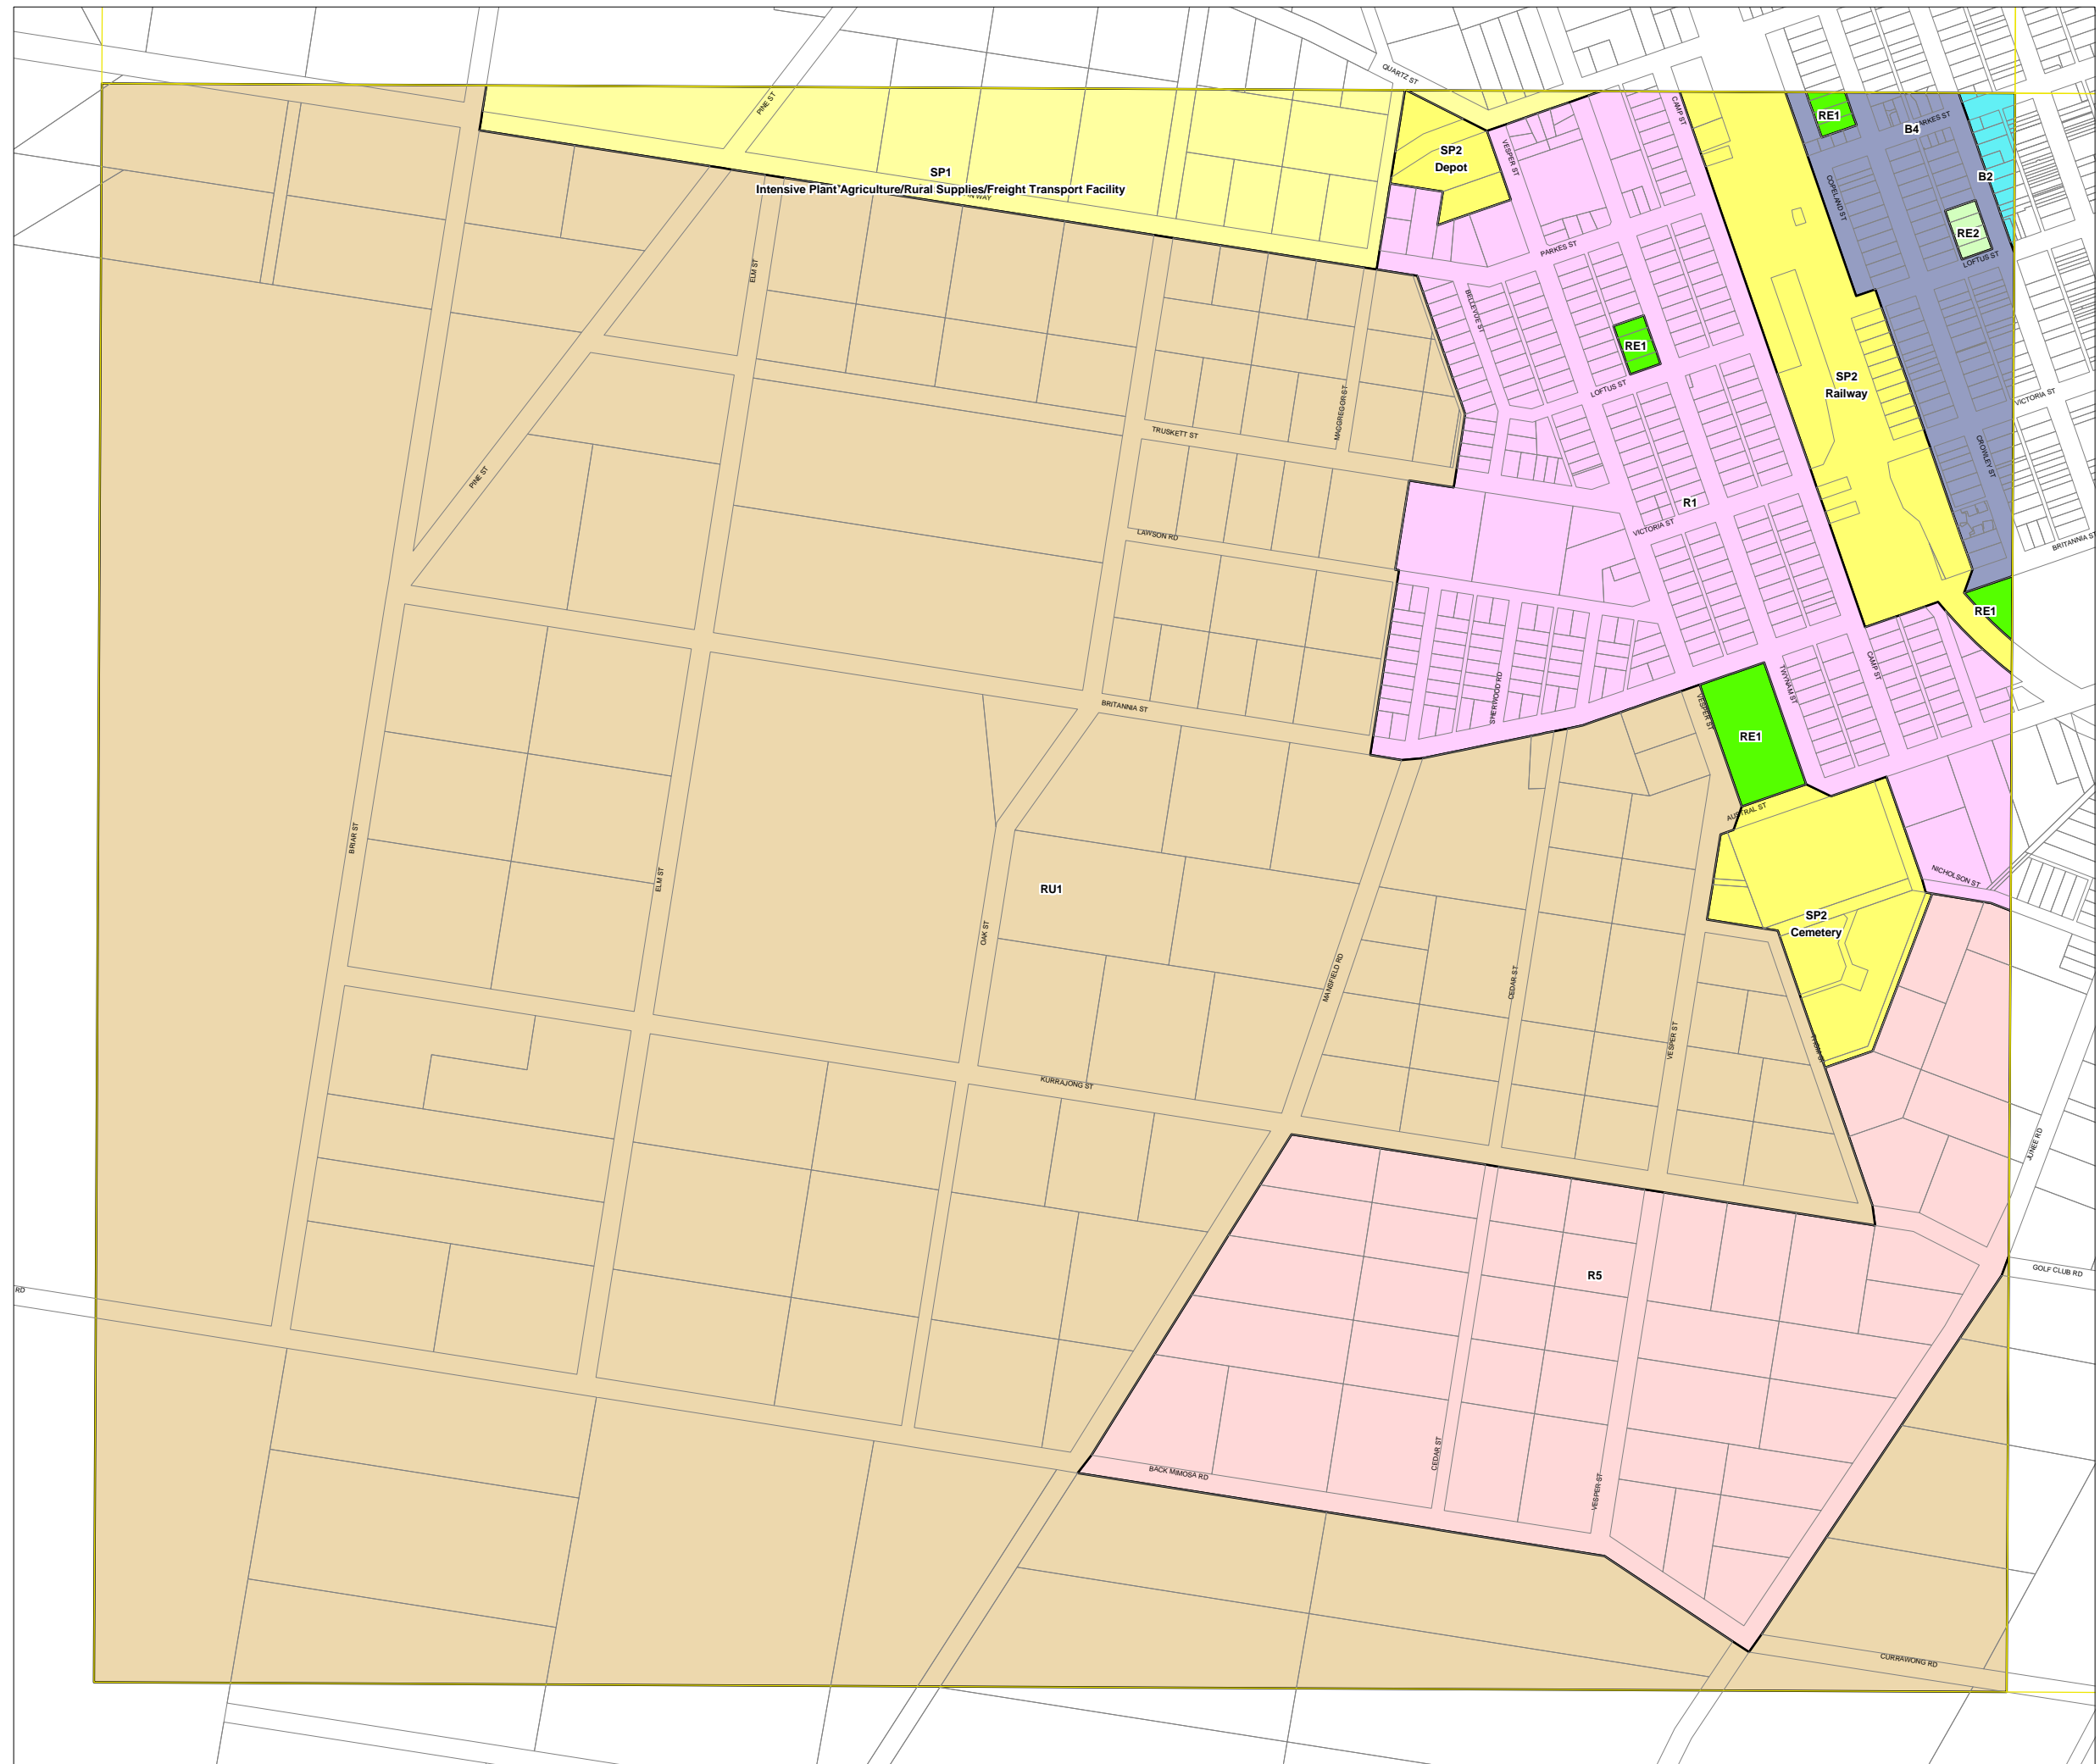 QUARTZ ST
PINE ST
CAMP ST
RE1
B4
SP2
Depot
VESPER ST
SP1
Intensive Plant Agriculture/Rural Supplies/Freight Transport Facility
WAY
COPELAND ST
B2
RE2
LOFTUS ST
PARKES ST
ELM ST
BELLEVUE ST
RE1
LOFTUS ST
SP2
Railway
VICTORIA ST
MACGREGOR ST
TRUSKETT ST
CROWLEY ST
PINE ST
R1
VICTORIA ST
LAWSON RD
BRITANNIA ST
RE1
CAMP ST
TWYNAM ST
SHERWOOD RD
VESPER ST
BRITANNIA ST
RE1
AUSTRAL ST
BRIAR ST
ELM ST
RU1
NICHOLSON ST
SP2
Cemetery
OAK ST
MANSFIELD RD
CEDAR ST
VESPER ST
THOM ST
KURRAJONG ST
JUNEE RD
GOLF CLUB RD
R5
RD
CEDAR ST
BACK MIMOSA RD
VESPER ST
CURRAWONG RD